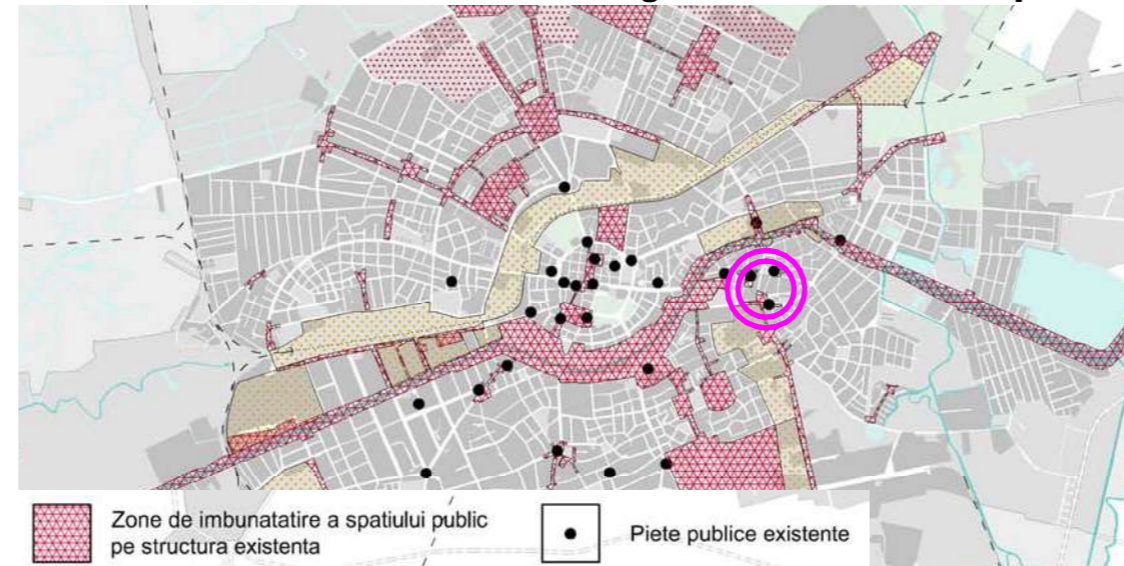 Zone de imbunatatire a spatiului public
pe structura existenta
Piete publice existente